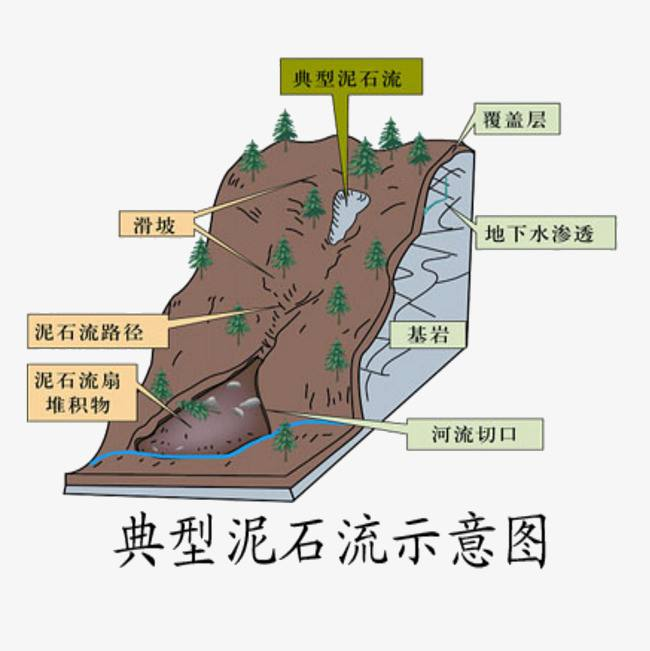 典型泥石流
覆盖层
滑坡
地下水渗透
泥石流路径
基岩
泥石流扇
堆积物
河流切口
典型泥石流示意图